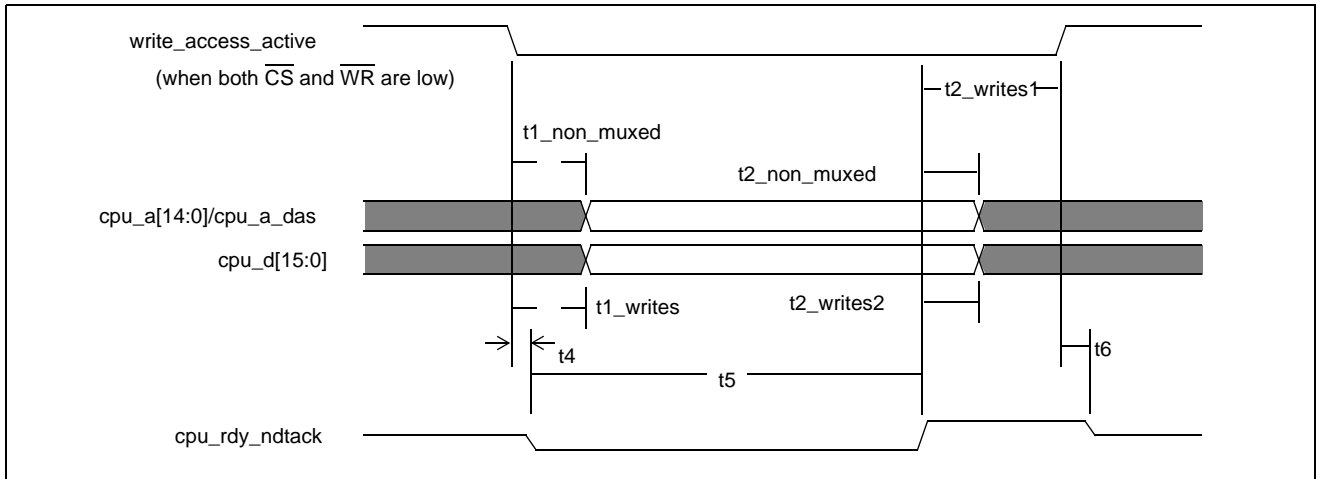 write_access_active
(when both CS and WR are low)
t2_writes1
t1_non_muxed
t2_non_muxed
cpu_a[14:0]/cpu_a_das
cpu_d[15:0]
t1_writes
t2_writes2
t4
t5
t6
cpu_rdy_ndtack